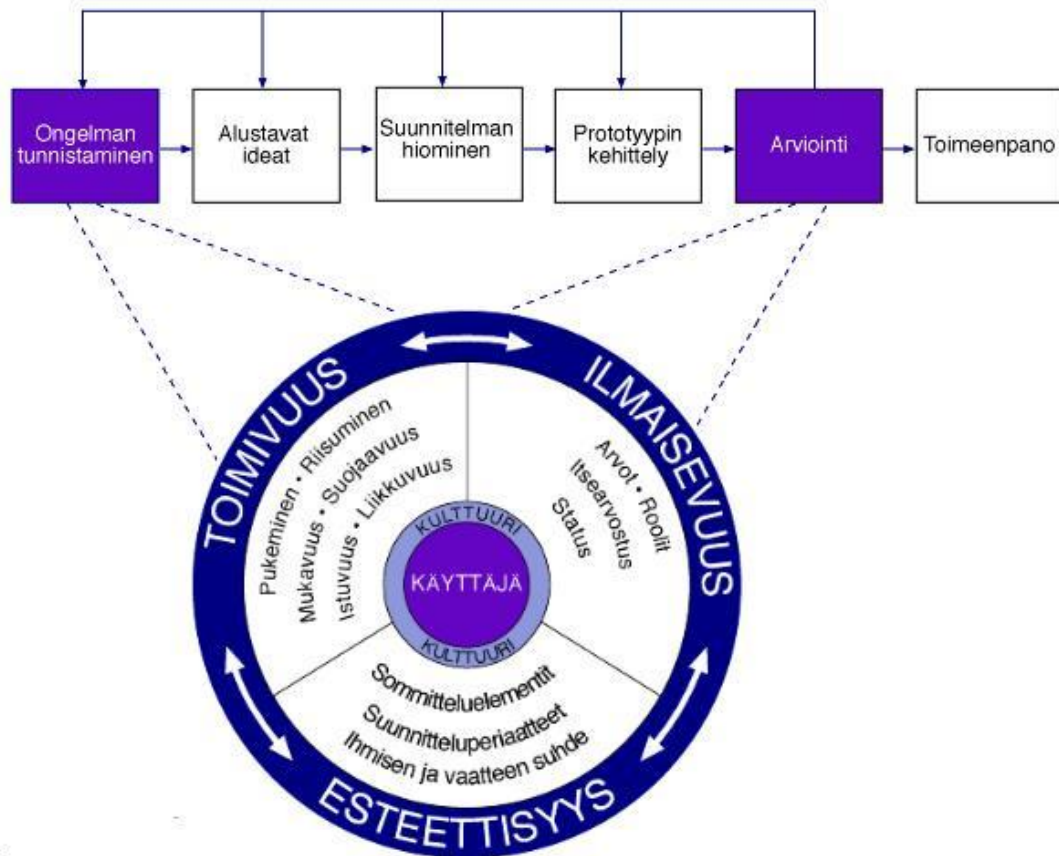 Ongelman
tunnistaminen
Alustavat
ideat
Suunnitelman
hiominen
Prototyypin
kehittely
Arviointi
Toimeenpano
TOIMIVUUS
ILMAISEVUUS
ESTEETTISYYS
Pukeminen • Riisuminen
Mukavuus • Suojaavuus
Istuvuus • Liikkuvuus
Arvot • Roolit
Itsearvostus
Status
KULTTUURI
KÄYTTÄJÄ
KULTTUURI
Sommitteluelementit
Suunnitteluperiaatteet
Ihmisen ja vaatteen suhde